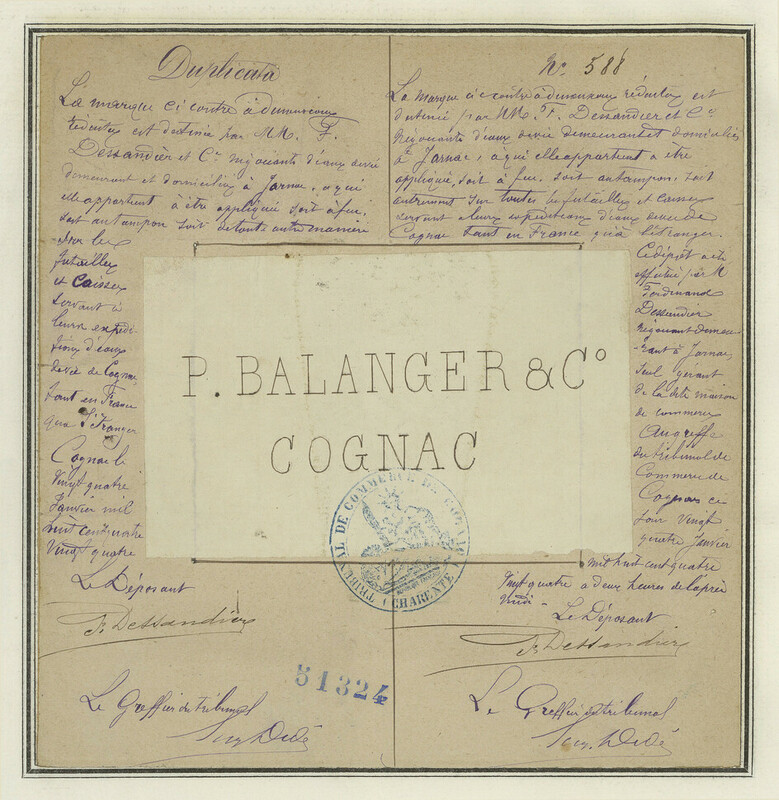 Duplicata
La marque ci contre à dimensions
réduites est destinée par MM. F.
Dessandier et Cie négociants d'eaux de vie
demeurant et domiciliés à Jarnac, à qui
elle appartient à être appliquée soit à feu,
soit au tampon soit de toute autre manière
sur les
futailles
et caisses
servant à
leurs expédi-
tions d'eaux
de vie de Cognac
tant en France
qu'à l'Etranger
Cognac le
Vingt quatre
Janvier mil
huit cent quatre
Vingt quatre
Le Déposant
F. Dessandier
Le Greffier du tribunal
No. 588
La marque ci contre à dimensions réduites est
destinée par MM. F. Dessandier et Cie
Négociants d'eaux de vie demeurant et domiciliés
à Jarnac, à qui elle appartient à être
appliquée, soit à feu, soit au tampon, soit
autrement sur toutes les futailles et caisses
servant à leurs expéditions d'eaux de vie de
Cognac tant en France qu'à l'étranger.
Ce dépôt a été
effectué par M
Ferdinand
Dessandier
Négociant demeu-
rant à Jarnac,
seul gérant
de la dite maison
de commerce
Au greffe
du tribunal de
Commerce de
Cognac ce
jour vingt
quatre Janvier
mil huit cent quatre
Vingt quatre à deux heures de l'après
midi -
Le Déposant
F. Dessandier
Le Greffier du tribunal
P. BALANGER & Co
COGNAC
TRIBUNAL DE COMMERCE DE COGNAC
(CHARENTE)
51324